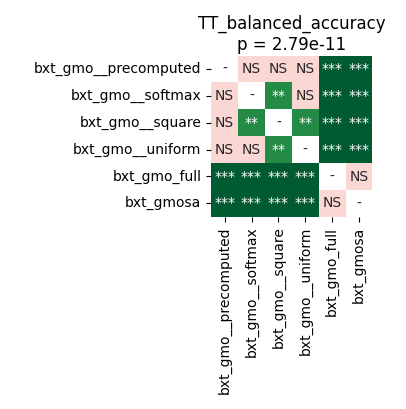 TT_balanced_accuracy
p = 2.79e-11
bxt_gmo__precomputed - NS NS NS *** ***
bxt_gmo__softmax NS - ** NS *** ***
bxt_gmo__square NS ** - ** *** ***
bxt_gmo__uniform NS NS ** - *** ***
bxt_gmo_full *** *** *** *** - NS
bxt_gmosa *** *** *** *** NS -
bxt_gmo__precomputed
bxt_gmo__softmax
bxt_gmo__square
bxt_gmo__uniform
bxt_gmo_full
bxt_gmosa